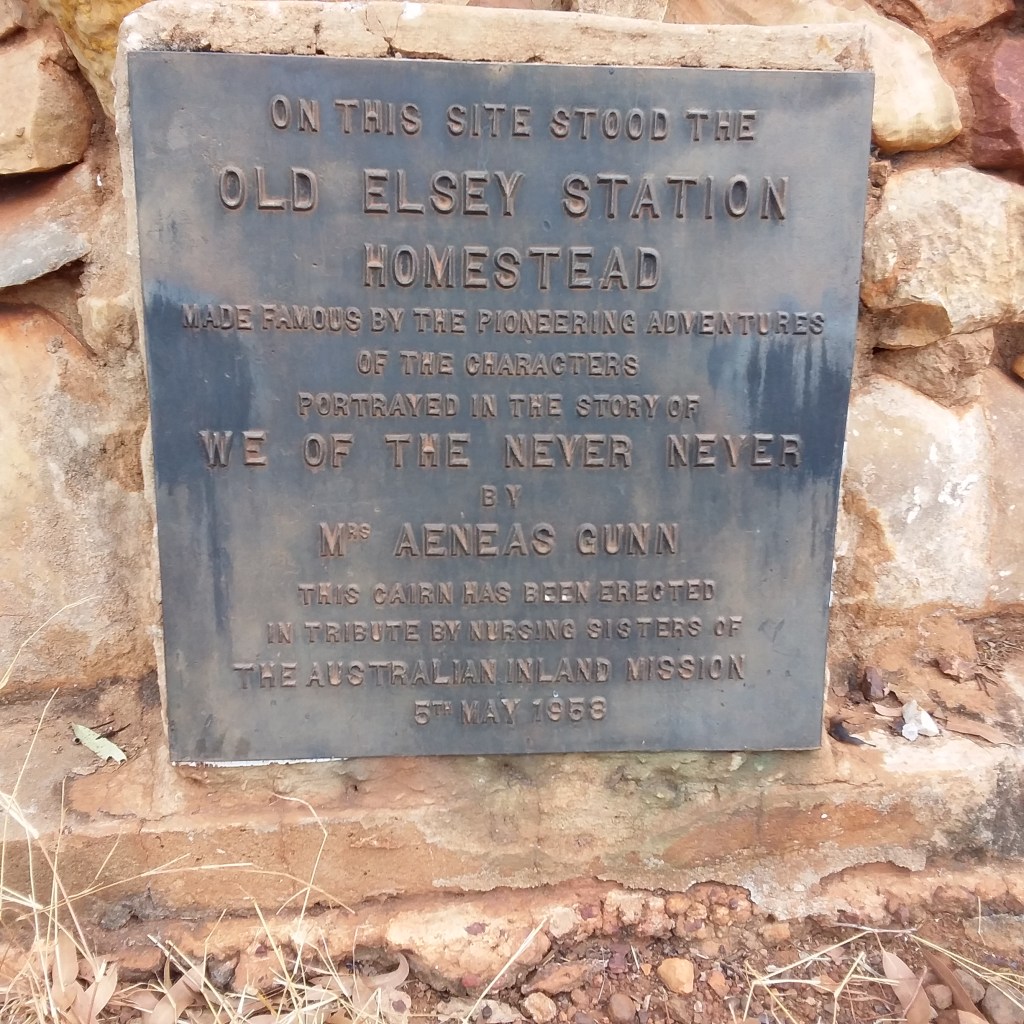 ON THIS SITE STOOD THE
OLD ELSEY STATION
HOMESTEAD
MADE FAMOUS BY THE PIONEERING ADVENTURES
OF THE CHARACTERS
PORTRAYED IN THE STORY OF
WE OF THE NEVER NEVER
BY
MRS AENEAS GUNN
THIS CAIRN HAS BEEN ERECTED
IN TRIBUTE BY NURSING SISTERS OF
THE AUSTRALIAN INLAND MISSION
5TH MAY 1958